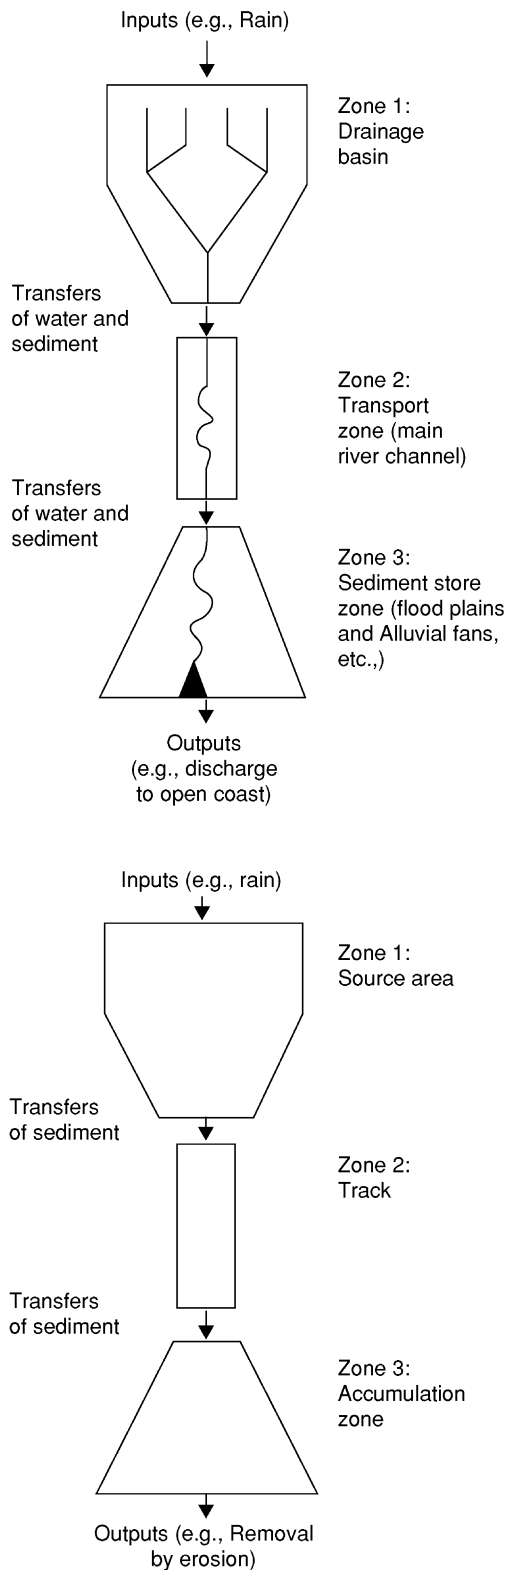 Inputs (e.g., Rain)
Zone 1:
Drainage
basin
Transfers
of water and
sediment
Zone 2:
Transport
zone (main
river channel)
Transfers
of water and
sediment
Zone 3:
Sediment store
zone (flood plains
and Alluvial fans,
etc.,)
Outputs
(e.g., discharge
to open coast)
Inputs (e.g., rain)
Zone 1:
Source area
Transfers
of sediment
Zone 2:
Track
Transfers
of sediment
Zone 3:
Accumulation
zone
Outputs (e.g., Removal
by erosion)